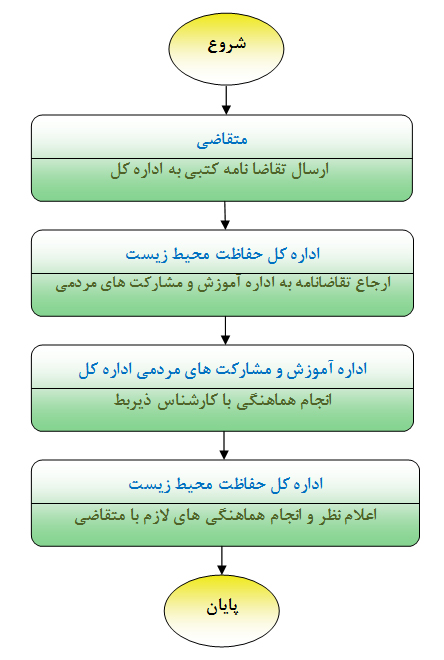 شروع
متقاضی
ارسال تقاضا نامه کتبی به اداره کل
اداره کل حفاظت محیط زیست
ارجاع تقاضانامه به اداره آموزش و مشارکت های مردمی
اداره آموزش و مشارکت های مردمی اداره کل
انجام هماهنگی با کارشناس ذیربط
اداره کل حفاظت محیط زیست
اعلام نظر و انجام هماهنگی های لازم با متقاضی
پایان